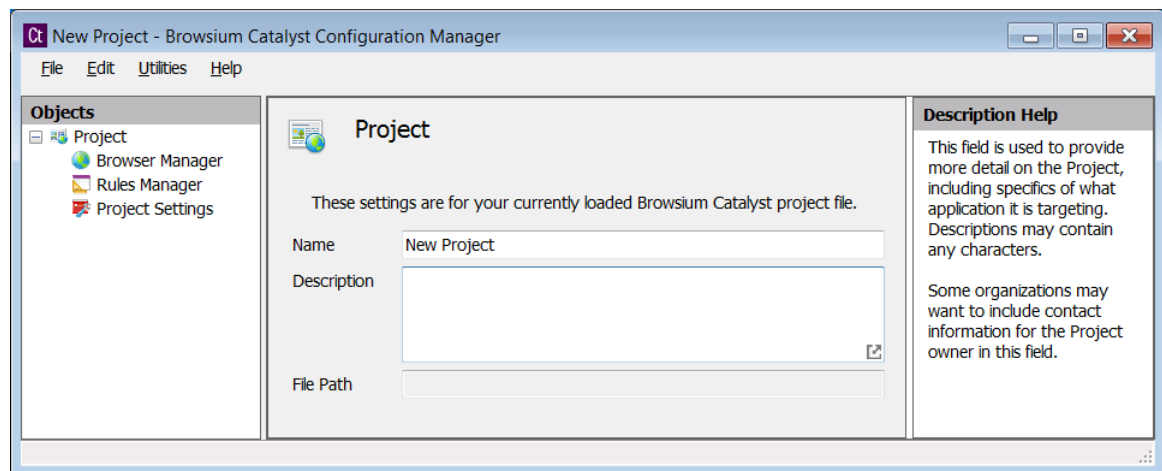 Ct New Project - Browsium Catalyst Configuration Manager
File Edit Utilities Help
Objects
Project
Browser Manager
Rules Manager
Project Settings
Project
These settings are for your currently loaded Browsium Catalyst project file.
Name New Project
Description
File Path
Description Help
This field is used to provide
more detail on the Project,
including specifics of what
application it is targeting.
Descriptions may contain
any characters.
Some organizations may
want to include contact
information for the Project
owner in this field.